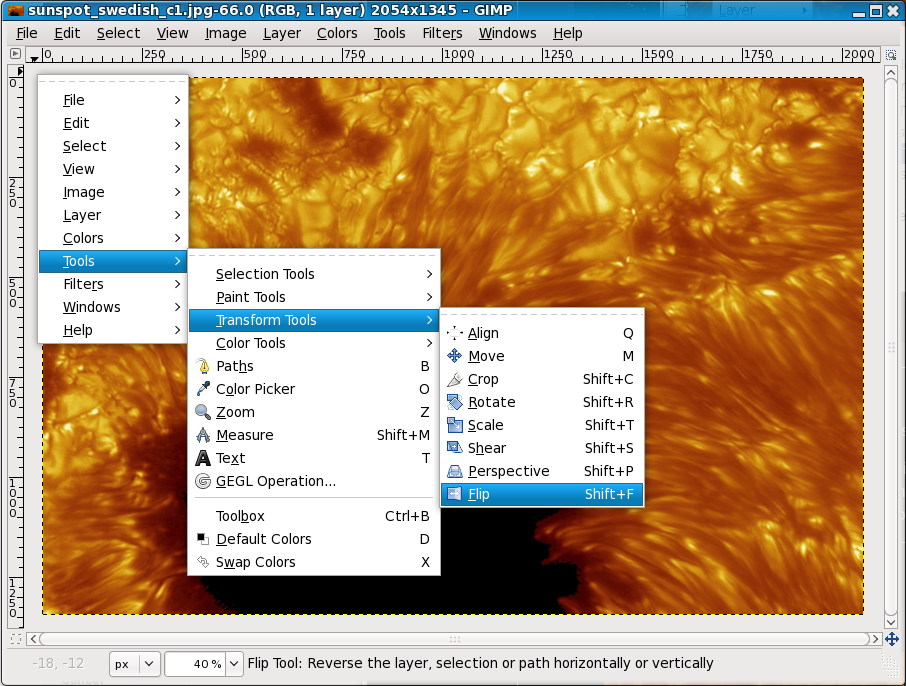 sunspot_swedish_c1.jpg-66.0 (RGB, 1 layer) 2054x1345 – GIMP
File Edit Select View Image Layer Colors Tools Filters Windows Help
0 250 500 750 1000 1250 1500 1750 2000
0
250
500
750
1000
1250
File
Edit
Select
View
Image
Layer
Colors
Tools
Filters
Windows
Help
Selection Tools
Paint Tools
Transform Tools
Color Tools
Paths B
Color Picker O
Zoom Z
Measure Shift+M
Text T
GEGL Operation...
Toolbox Ctrl+B
Default Colors D
Swap Colors X
Align Q
Move M
Crop Shift+C
Rotate Shift+R
Scale Shift+T
Shear Shift+S
Perspective Shift+P
Flip Shift+F
-18, -12 px 40 % Flip Tool: Reverse the layer, selection or path horizontally or vertically